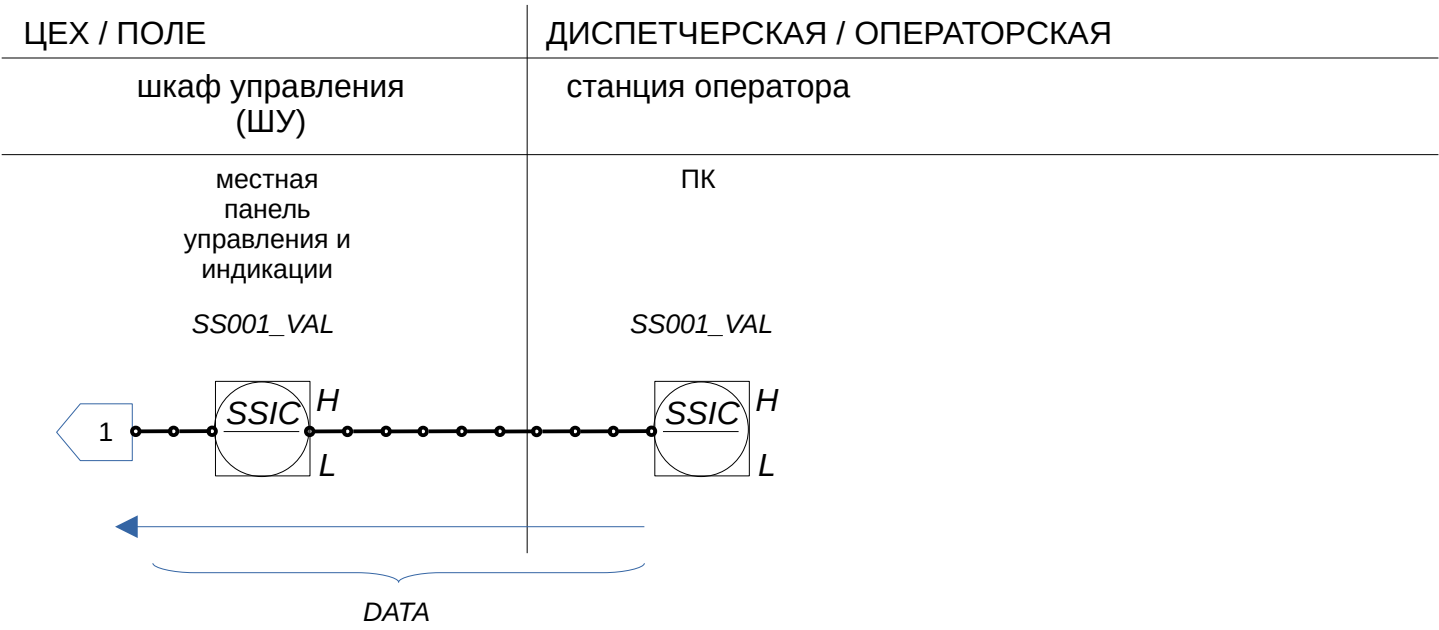 ЦЕХ / ПОЛЕ
ДИСПЕТЧЕРСКАЯ / ОПЕРАТОРСКАЯ
шкаф управления
(ШУ)
станция оператора
местная
панель
управления и
индикации
ПК
SS001_VAL
SS001_VAL
1
SSIC
H
L
SSIC
H
L
DATA